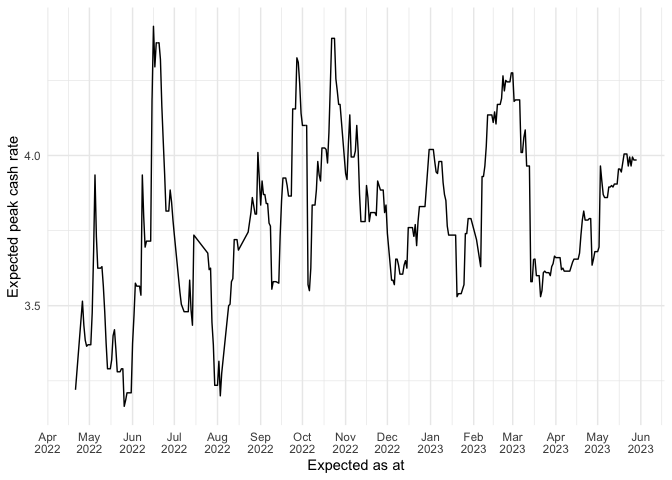 Expected peak cash rate
4.0
3.5
Apr May Jun Jul Aug Sep Oct Nov Dec Jan Feb Mar Apr May Jun
2022 2022 2022 2022 2022 2022 2022 2022 2022 2023 2023 2023 2023 2023 2023
Expected as at